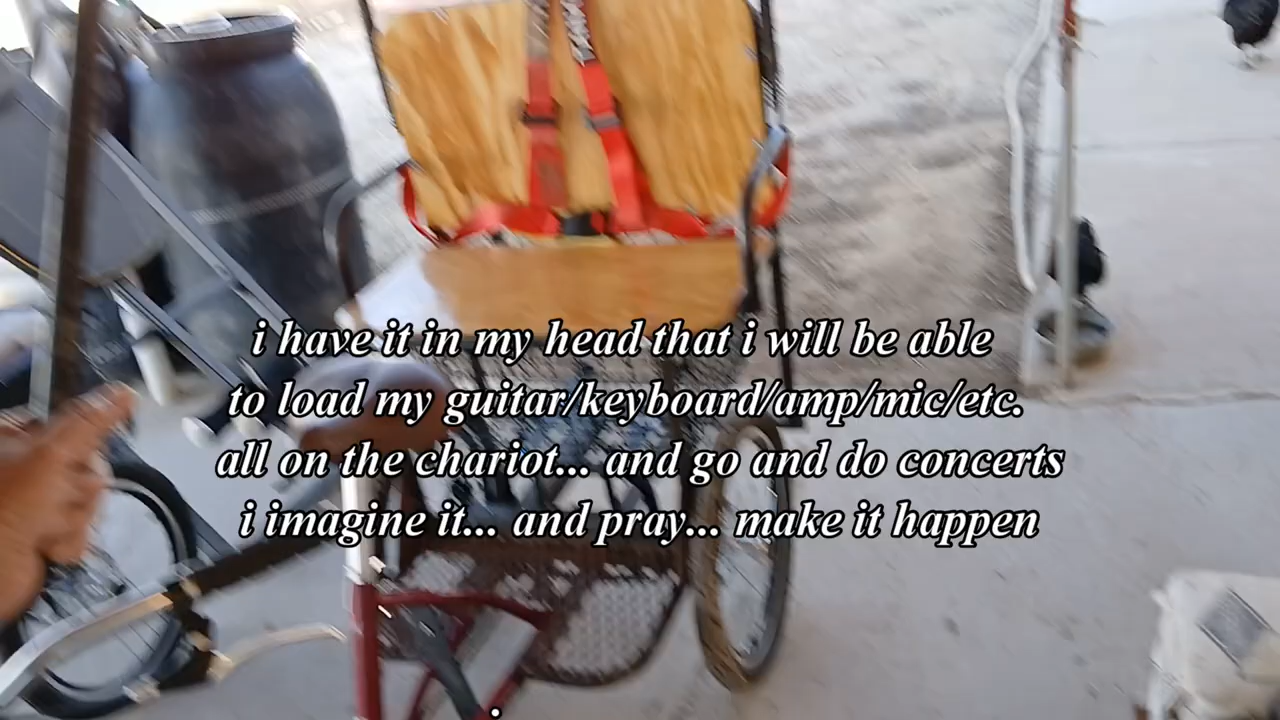 i have it in my head that i will be able
to load my guitar/keyboard/amp/mic/etc.
all on the chariot... and go and do concerts
i imagine it... and pray... make it happen
.